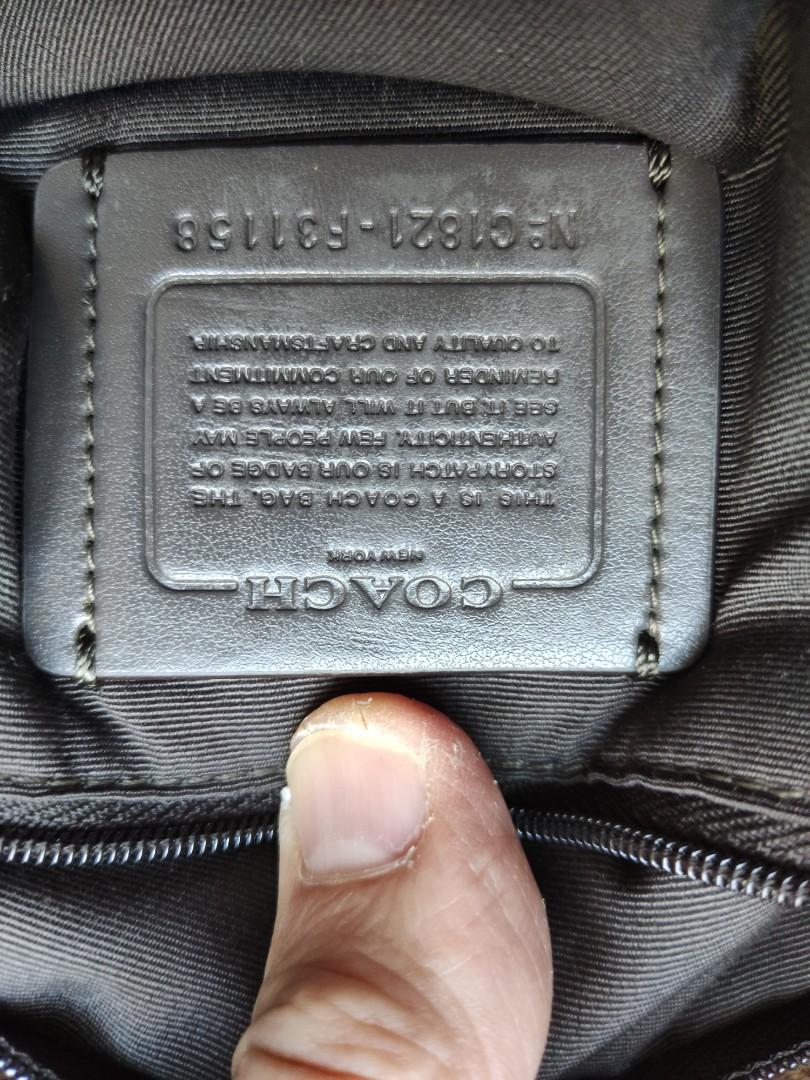 COACH
NEW YORK
THIS IS A COACH BAG. THE
STORYPATCH IS OUR BADGE OF
AUTHENTICITY. FEW PEOPLE MAY
SEE IT, BUT IT WILL ALWAYS BE A
REMINDER OF OUR COMMITMENT
TO QUALITY AND CRAFTSMANSHIP.
Nº C1821 - F31158